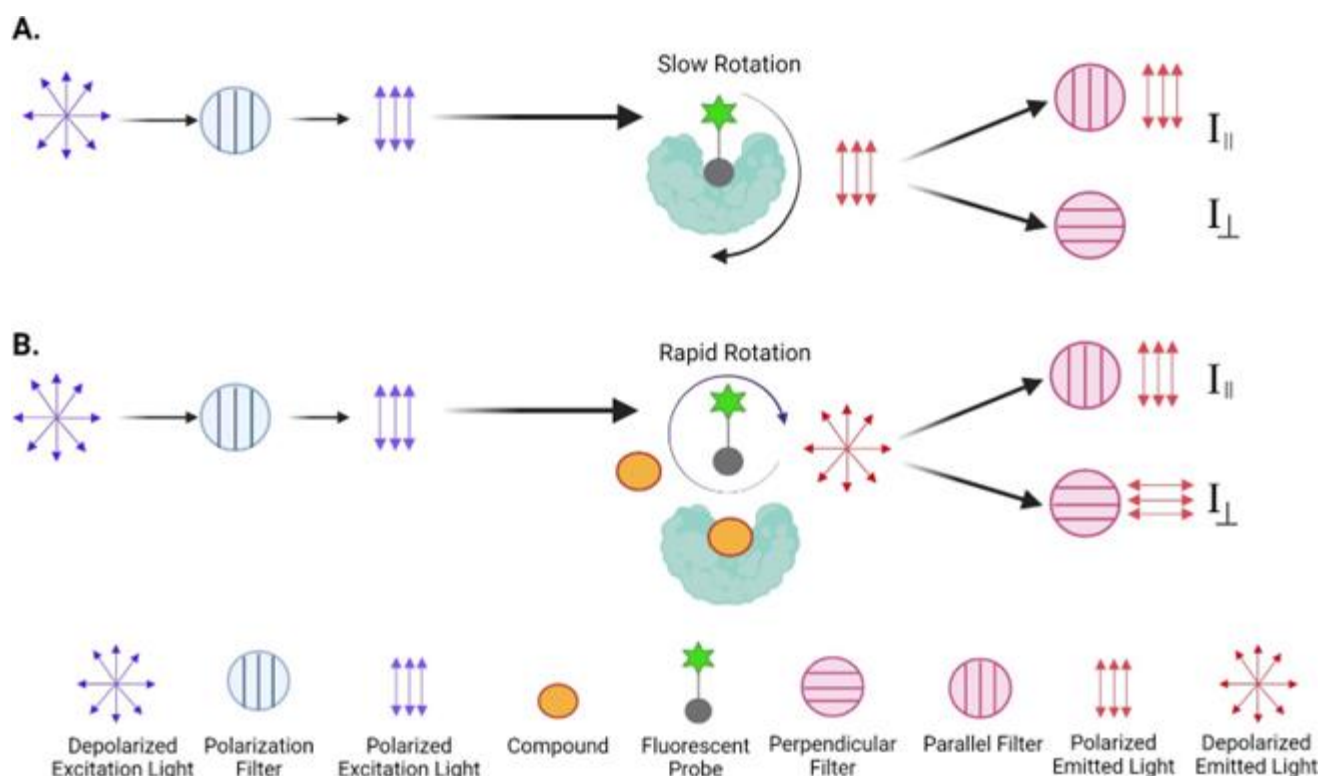 A.
Slow Rotation
I||
I⊥
B.
Rapid Rotation
I||
I⊥
Depolarized Excitation Light
Polarization Filter
Polarized Excitation Light
Compound
Fluorescent Probe
Perpendicular Filter
Parallel Filter
Polarized Emitted Light
Depolarized Emitted Light